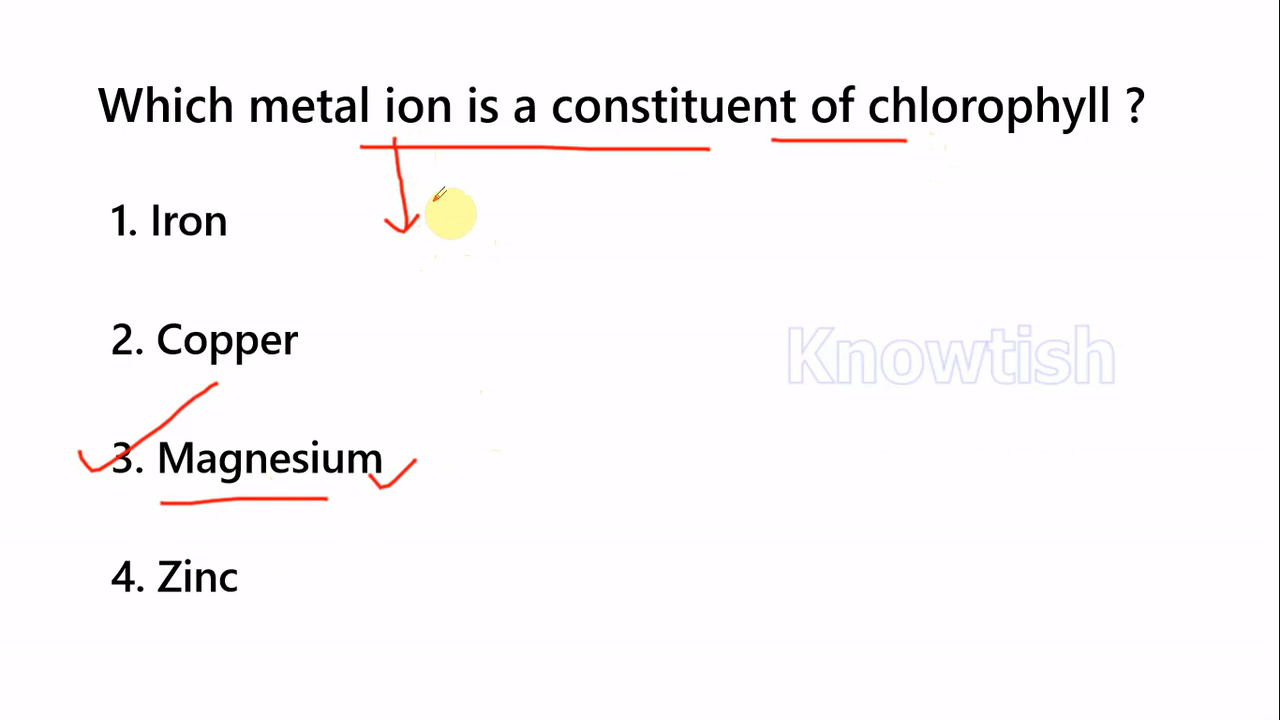 Which metal ion is a constituent of chlorophyll ?
1. Iron
2. Copper
Knowtish
3. Magnesium
4. Zinc